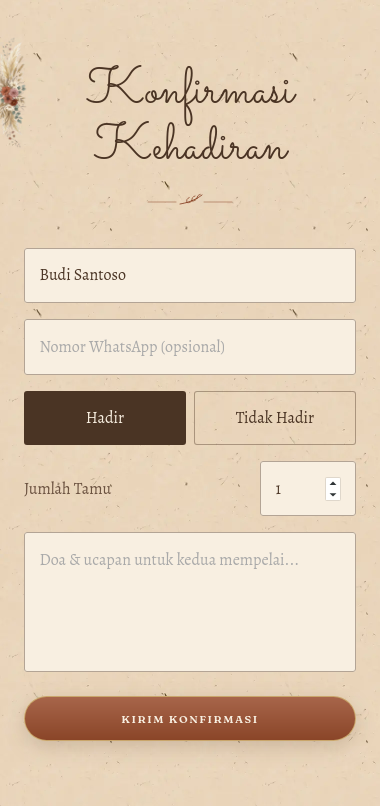 Konfirmasi
Kehadiran
Budi Santoso
Nomor WhatsApp (opsional)
Hadir
Tidak Hadir
Jumlah Tamu
1
Doa & ucapan untuk kedua mempelai...
KIRIM KONFIRMASI